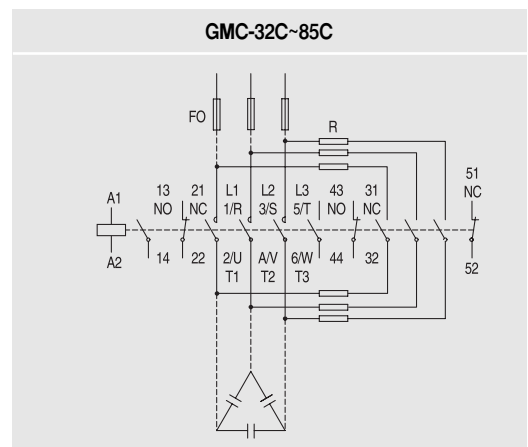 GMC-32C~85C
FO
R
A1
13 NO
21 NC
L1 1/R
L2 3/S
L3 5/T
43 NO
31 NC
51 NC
A2
14
22
2/U T1
A/V T2
6/W T3
44
32
52